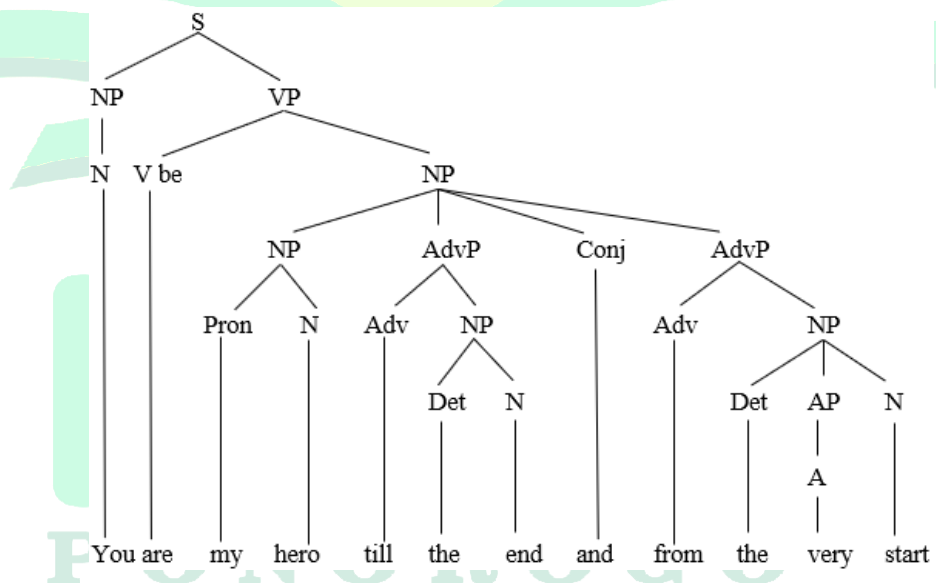 S
NP VP
N V be NP
NP AdvP Conj AdvP
Pron N Adv NP Adv NP
Det N Det AP N
A
You are my hero till the end and from the very start
PONOROGO